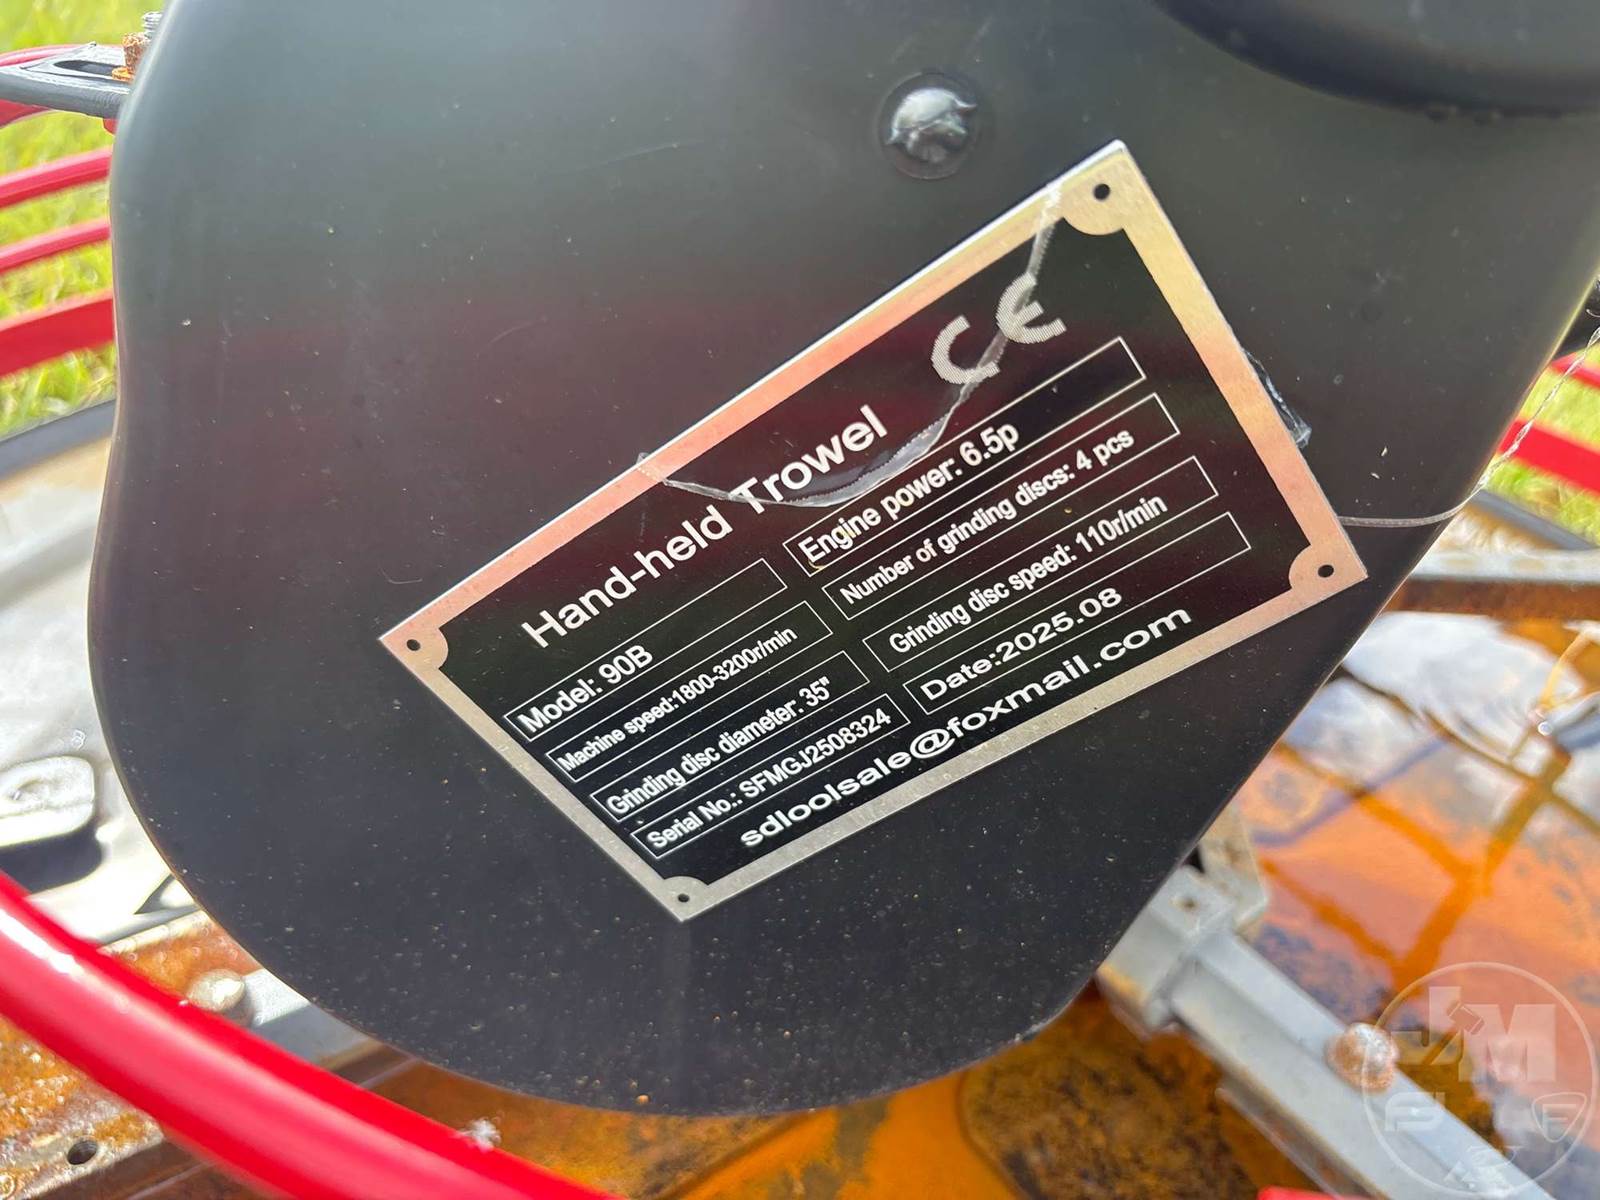 CE
Hand-held Trowel
Model: 90B
Engine power: 6.5p
Machine speed:1800-3200r/min
Number of grinding discs: 4 pcs
Grinding disc diameter: 35"
Grinding disc speed: 110r/min
Serial No.: SFMGJ2508324
Date:2025.08
sdloolsale@foxmail.com
J M